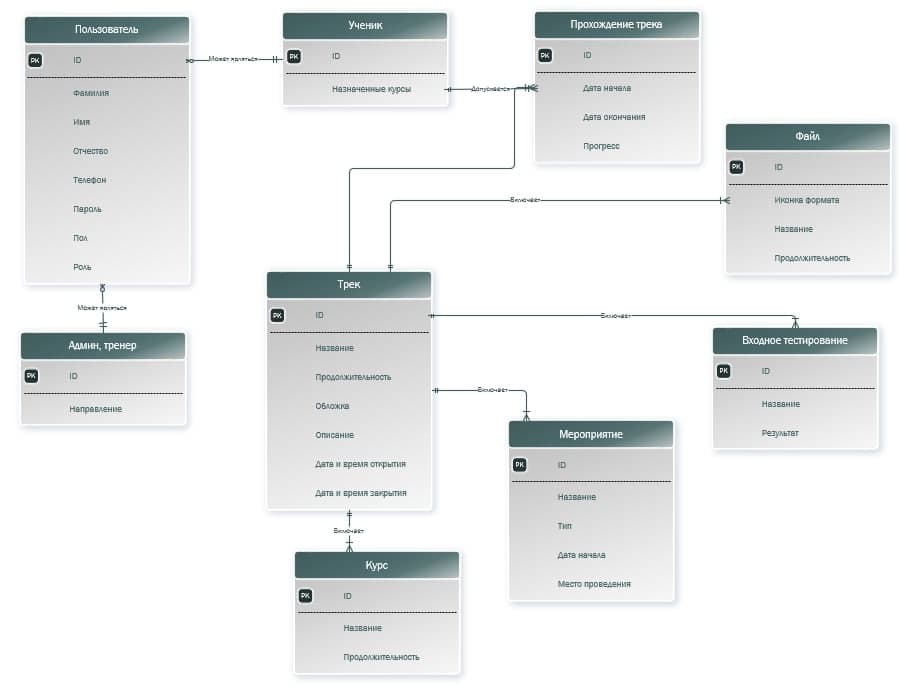 Пользователь
PK ID
Фамилия
Имя
Отчество
Телефон
Пароль
Пол
Роль
Может являться
Ученик
PK ID
Назначенные курсы
Допускается
Прохождение трека
PK ID
Дата начала
Дата окончания
Прогресс
Файл
PK ID
Иконка формата
Название
Продолжительность
Включает
Может являться
Админ, тренер
PK ID
Направление
Трек
PK ID
Название
Продолжительность
Обложка
Описание
Дата и время открытия
Дата и время закрытия
Включает
Входное тестирование
PK ID
Название
Результат
Включает
Мероприятие
PK ID
Название
Тип
Дата начала
Место проведения
Включает
Курс
PK ID
Название
Продолжительность